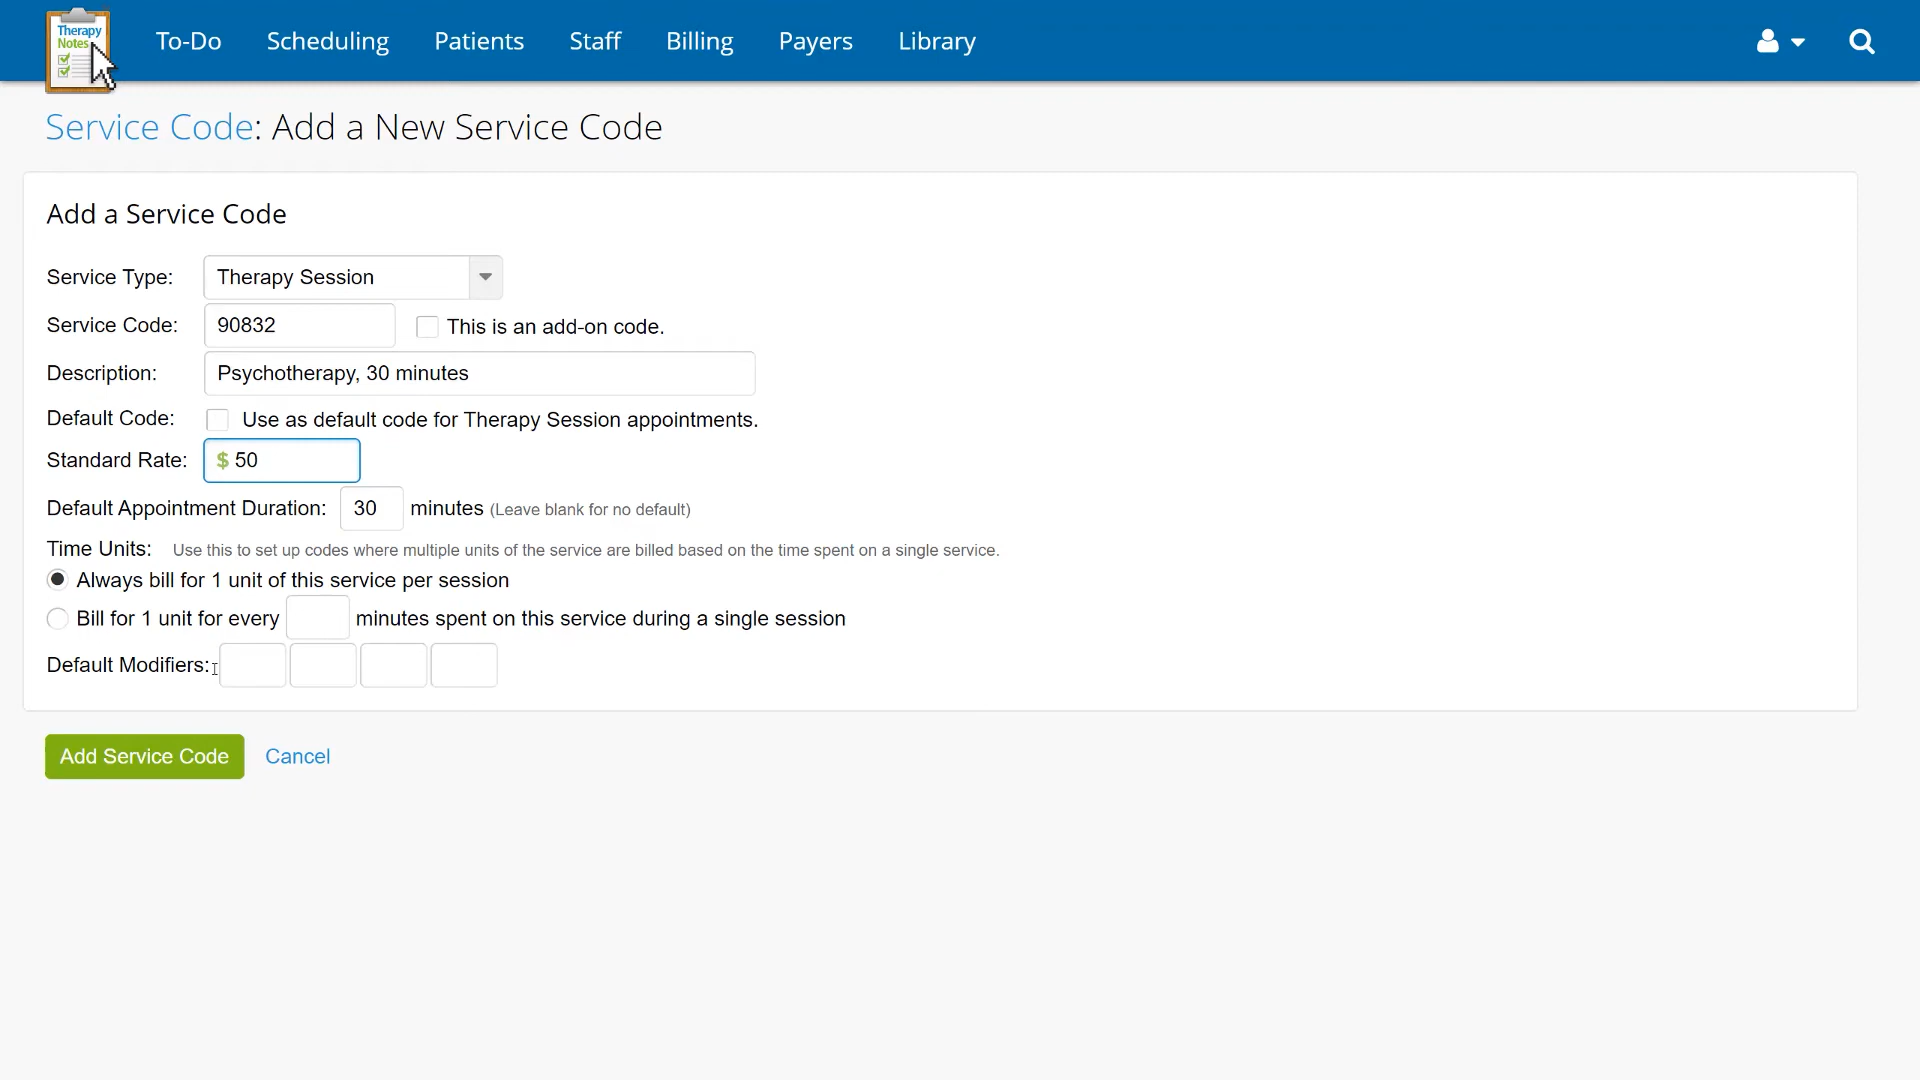 Therapy
Notes
To-Do
Scheduling
Patients
Staff
Billing
Payers
Library
Service Code: Add a New Service Code
Add a Service Code
Service Type: Therapy Session
Service Code: 90832 This is an add-on code.
Description: Psychotherapy, 30 minutes
Default Code: Use as default code for Therapy Session appointments.
Standard Rate: $ 50
Default Appointment Duration: 30 minutes (Leave blank for no default)
Time Units: Use this to set up codes where multiple units of the service are billed based on the time spent on a single service.
Always bill for 1 unit of this service per session
Bill for 1 unit for every minutes spent on this service during a single session
Default Modifiers:
Add Service Code Cancel